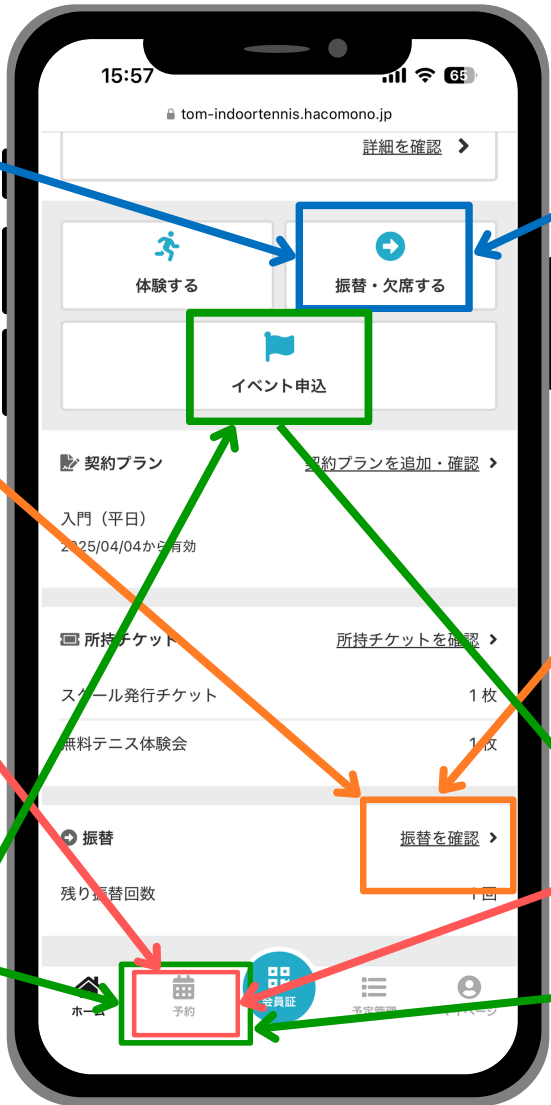 15:57
65
tom-indoortennis.hacomono.jp
詳細を確認
体験する
振替・欠席する
イベント申込
契約プラン
契約プランを追加・確認
入門（平日）
2025/04/04から有効
所持チケット
所持チケットを確認
スクール発行チケット
1 枚
無料テニス体験会
1 枚
振替
振替を確認
残り振替回数
1 回
ホーム
予約
会員証
予定管理
マイページ